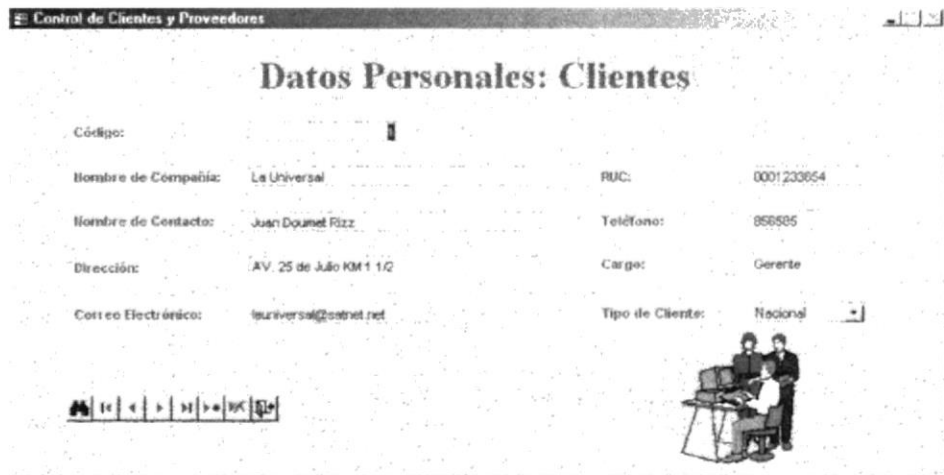 Control de Clientes y Proveedores
Datos Personales: Clientes
Código:
Nombre de Compañía: La Universal RUC: 0001233654
Nombre de Contacto: Juan Doumet Rizz Teléfono: 856585
Dirección: AV. 25 de Julio KM 1 1/2 Cargo: Gerente
Correo Electrónico: launiversal@satnet.net Tipo de Cliente: Nacional